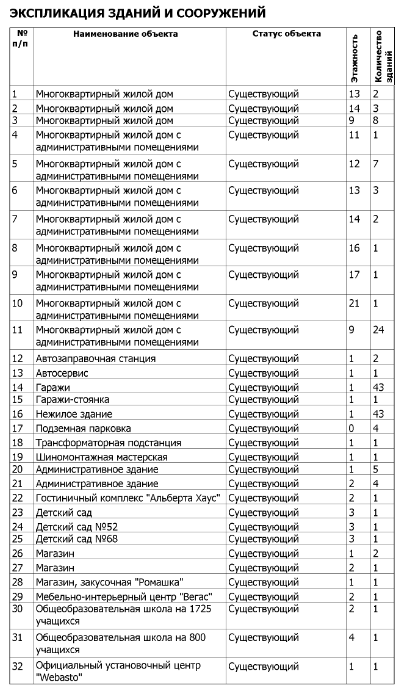 ЭКСПЛИКАЦИЯ ЗДАНИЙ И СООРУЖЕНИЙ
№ п/п Наименование объекта Статус объекта Этажность Количество зданий
1 Многоквартирный жилой дом Существующий 13 2
2 Многоквартирный жилой дом Существующий 14 3
3 Многоквартирный жилой дом Существующий 9 8
4 Многоквартирный жилой дом с Существующий 11 1
административными помещениями
5 Многоквартирный жилой дом с Существующий 12 7
административными помещениями
6 Многоквартирный жилой дом с Существующий 13 3
административными помещениями
7 Многоквартирный жилой дом с Существующий 14 2
административными помещениями
8 Многоквартирный жилой дом с Существующий 16 1
административными помещениями
9 Многоквартирный жилой дом с Существующий 17 1
административными помещениями
10 Многоквартирный жилой дом с Существующий 21 1
административными помещениями
11 Многоквартирный жилой дом с Существующий 9 24
административными помещениями
12 Автозаправочная станция Существующий 1 2
13 Автосервис Существующий 1 1
14 Гаражи Существующий 1 43
15 Гаражи-стоянка Существующий 1 1
16 Нежилое здание Существующий 1 43
17 Подземная парковка Существующий 0 4
18 Трансформаторная подстанция Существующий 1 1
19 Шиномонтажная мастерская Существующий 1 1
20 Административное здание Существующий 1 5
21 Административное здание Существующий 2 4
22 Гостиничный комплекс "Альберта Хаус" Существующий 2 1
23 Детский сад Существующий 3 1
24 Детский сад №52 Существующий 3 1
25 Детский сад №68 Существующий 3 1
26 Магазин Существующий 1 2
27 Магазин Существующий 2 1
28 Магазин, закусочная "Ромашка" Существующий 1 1
29 Мебельно-интерьерный центр "Вегас" Существующий 2 1
30 Общеобразовательная школа на 1725 Существующий 2 1
учащихся
31 Общеобразовательная школа на 800 Существующий 4 1
учащихся
32 Официальный установочный центр Существующий 1 1
"Webasto"